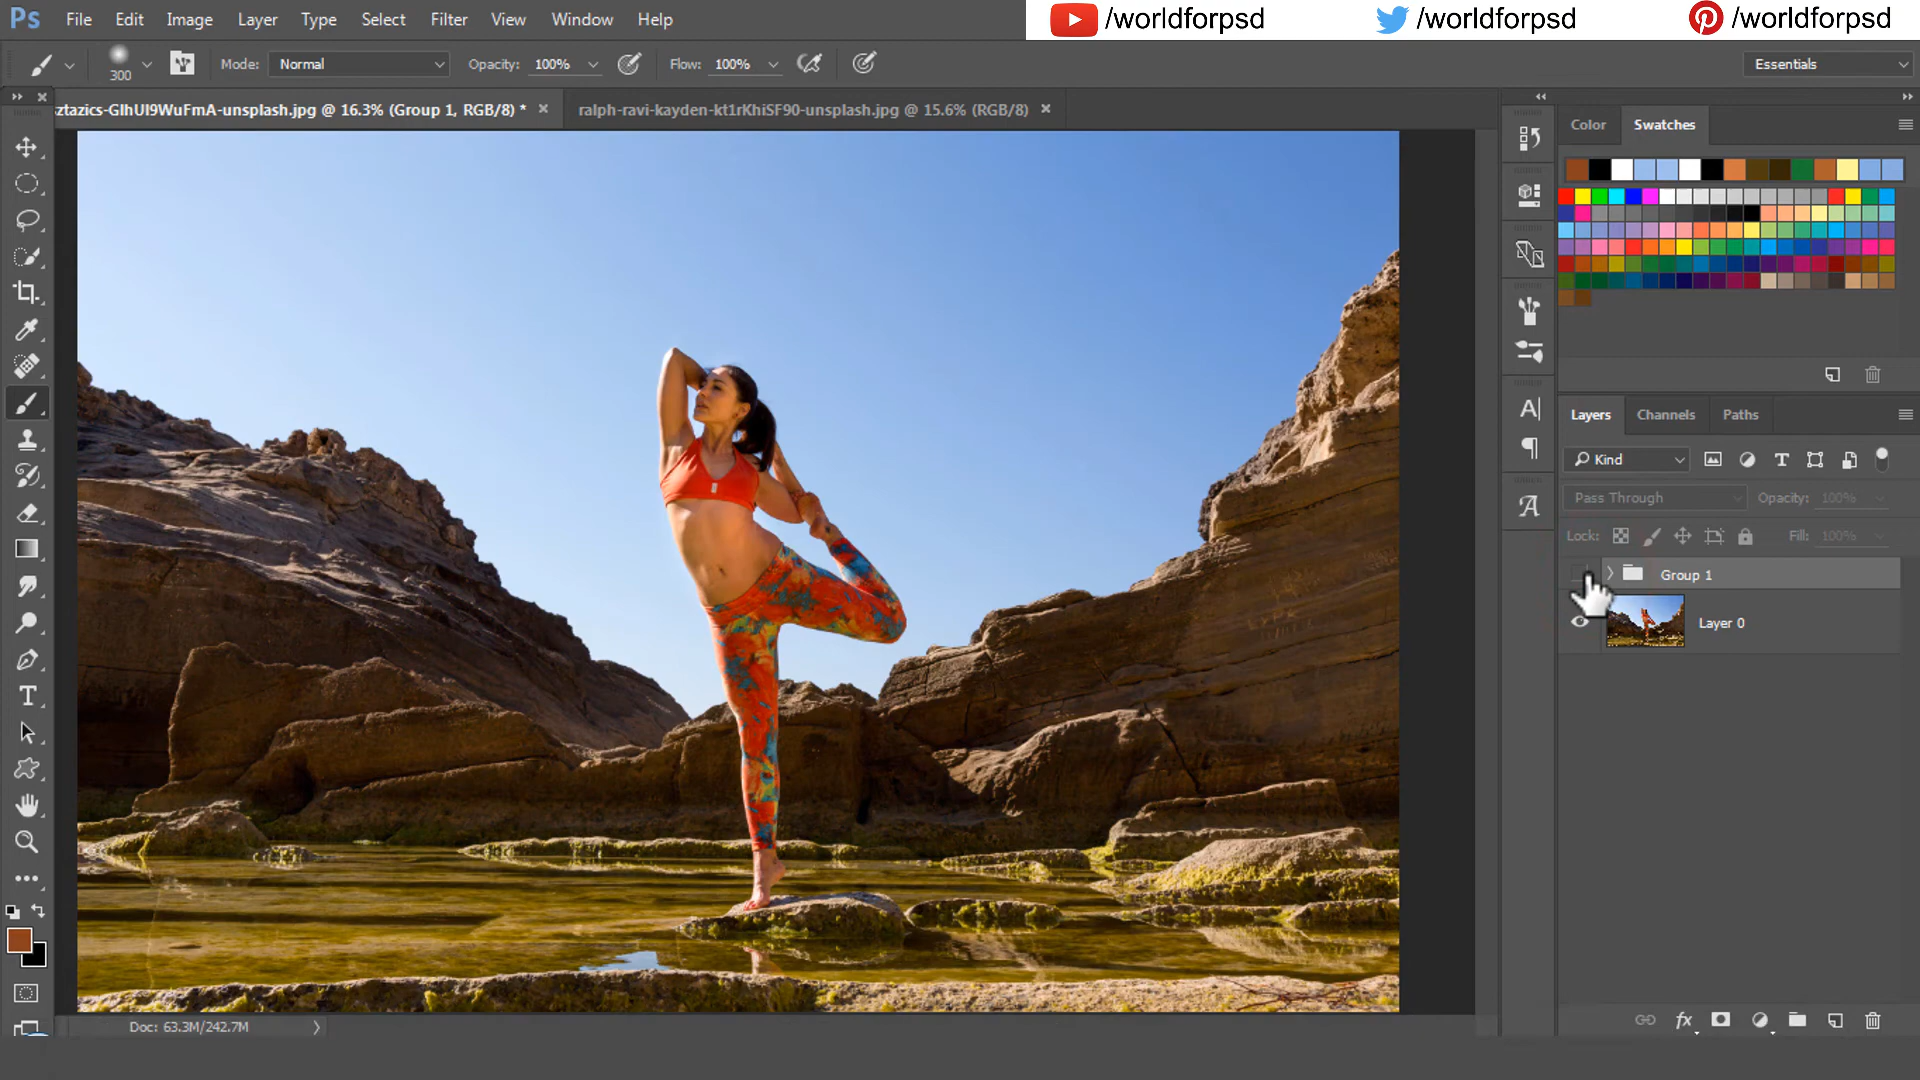 Ps File Edit Image Layer Type Select Filter View Window Help
/worldforpsd /worldforpsd /worldforpsd
300 Mode: Normal Opacity: 100% Flow: 100% Essentials
sztazics-GIhUI9WuFmA-unsplash.jpg @ 16.3% (Group 1, RGB/8) * ralph-ravi-kayden-kt1rKhiSF90-unsplash.jpg @ 15.6% (RGB/8)
Color Swatches
Layers Channels Paths
Kind
Pass Through Opacity: 100%
Lock: Fill: 100%
Group 1
Layer 0
Doc: 63.3M/242.7M